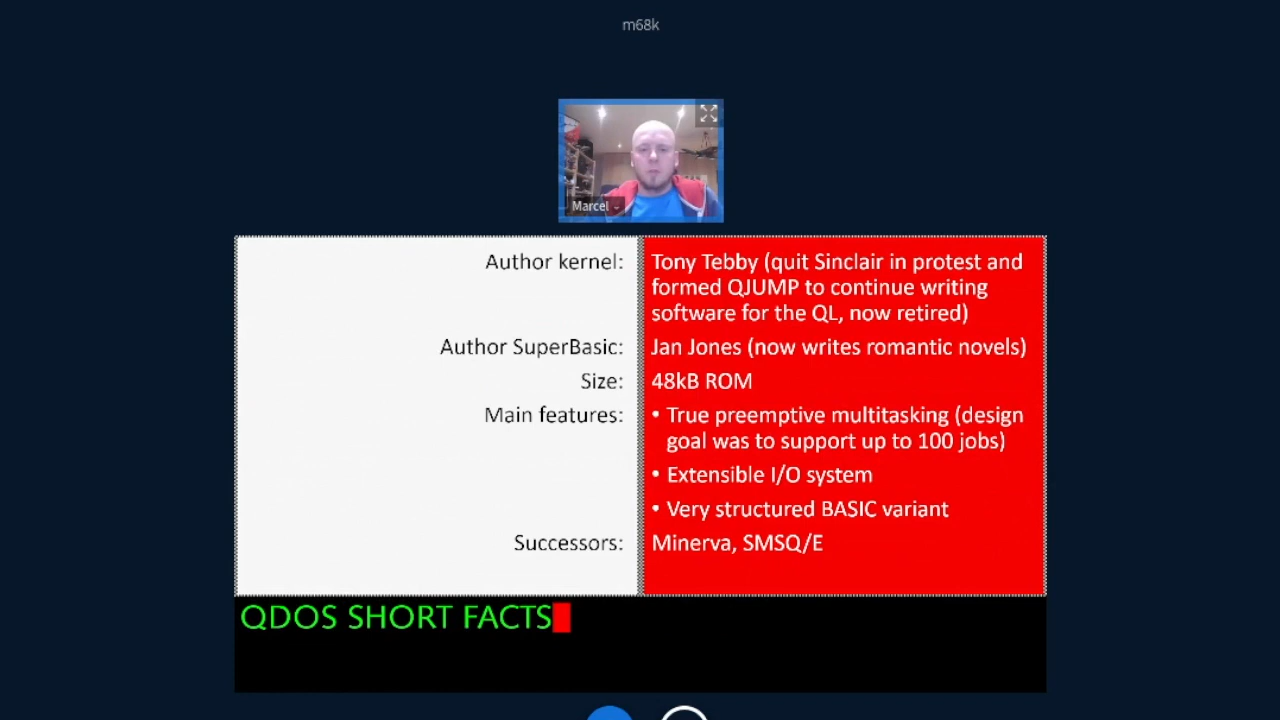 m68k
Marcel
Author kernel:
Tony Tebby (quit Sinclair in protest and
formed QJUMP to continue writing
software for the QL, now retired)
Author SuperBasic:
Jan Jones (now writes romantic novels)
Size:
48kB ROM
Main features:
• True preemptive multitasking (design
goal was to support up to 100 jobs)
• Extensible I/O system
• Very structured BASIC variant
Successors:
Minerva, SMSQ/E
QDOS SHORT FACTS